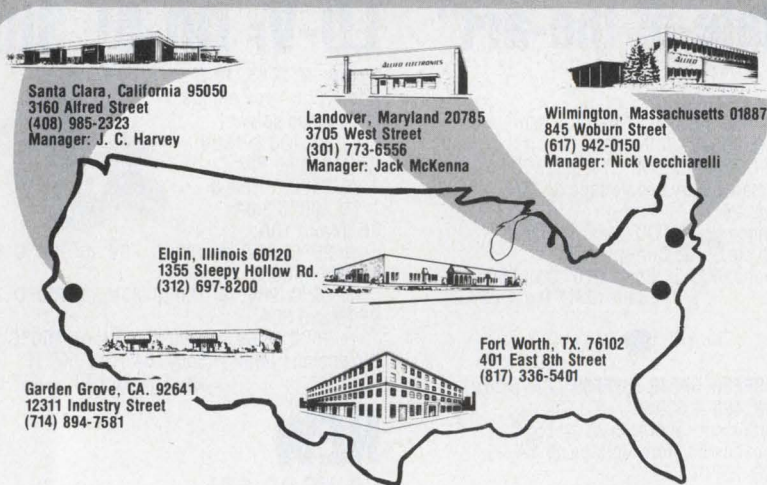 ALLIED ELECTRONICS
ALLIED
Santa Clara, California 95050
3160 Alfred Street
(408) 985-2323
Manager: J. C. Harvey
Landover, Maryland 20785
3705 West Street
(301) 773-6556
Manager: Jack McKenna
Wilmington, Massachusetts 01887
845 Woburn Street
(617) 942-0150
Manager: Nick Vecchiarelli
Elgin, Illinois 60120
1355 Sleepy Hollow Rd.
(312) 697-8200
Garden Grove, CA. 92641
12311 Industry Street
(714) 894-7581
Fort Worth, TX. 76102
401 East 8th Street
(817) 336-5401